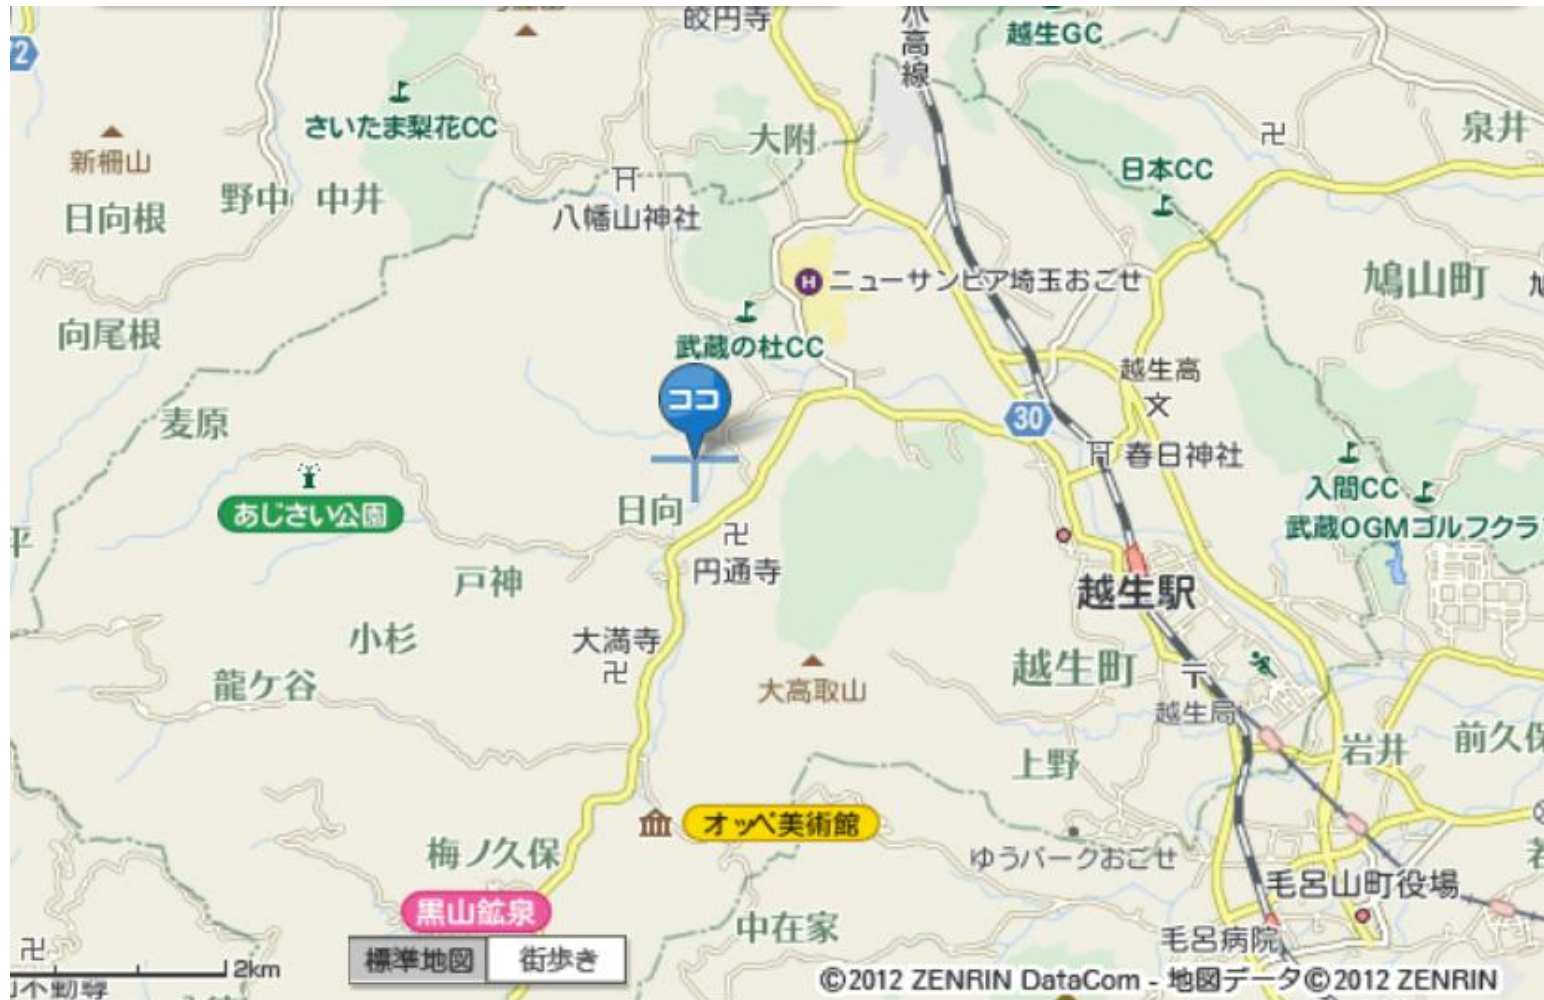 皎円寺
越生GC
さいたま梨花CC
大附
泉井
新柵山
日本CC
野中
中井
日向根
八幡山神社
ニューサンピア埼玉おごせ
鳩山町
向尾根
武蔵の杜CC
越生高
ココ
麦原
30
春日神社
入間CC
あじさい公園
日向
武蔵OGMゴルフクラ
円通寺
戸神
越生駅
小杉
大満寺
龍ケ谷
大高取山
越生町
越生局
上野
岩井
前久保
オッペ美術館
梅ノ久保
ゆうパークおごせ
毛呂山町役場
黒山鉱泉
中在家
毛呂病院
標準地図
街歩き
2km
©2012 ZENRIN DataCom - 地図データ©2012 ZENRIN